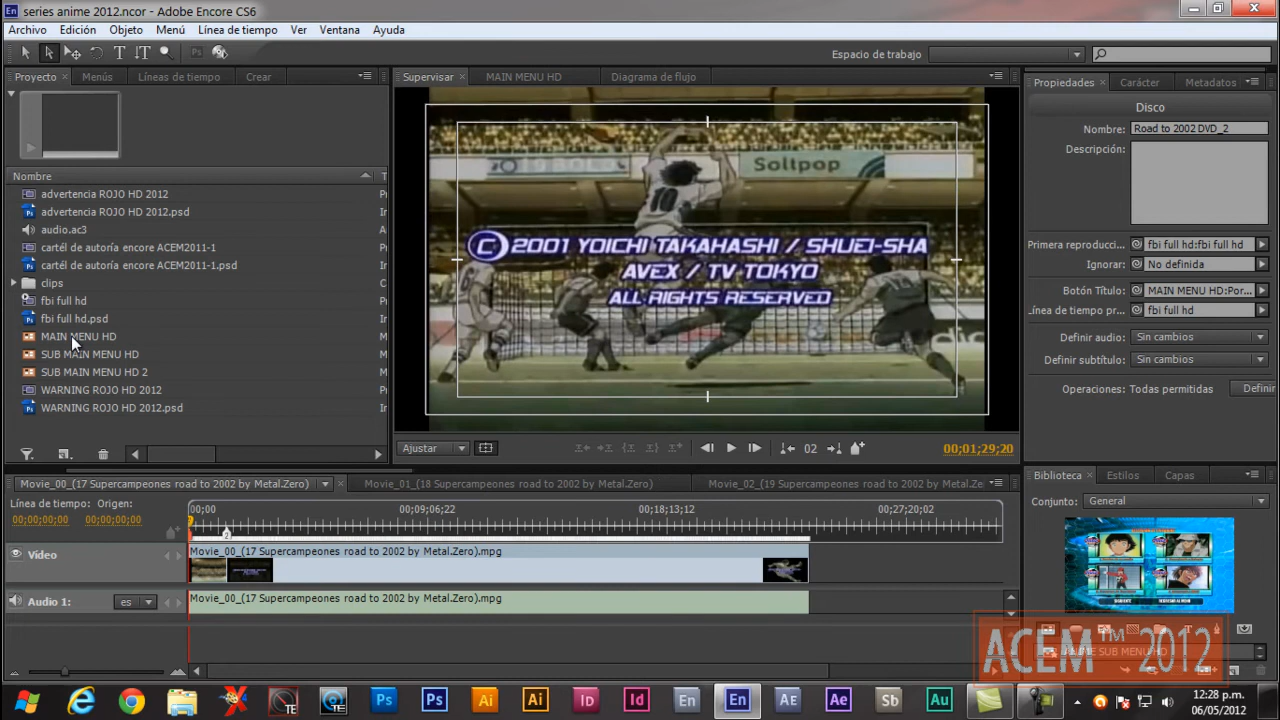 series anime 2012.ncor - Adobe Encore CS6
Archivo Edición Objeto Menú Línea de tiempo Ver Ventana Ayuda
Espacio de trabajo
Proyecto Menús Líneas de tiempo Crear
Supervisar MAIN MENU HD Diagrama de flujo
Propiedades Carácter Metadatos
Disco
Nombre: Road to 2002 DVD_2
Descripción:
Primera reproducci... fbi full hd:fbi full hd
Ignorar: No definida
Botón Título: MAIN MENU HD:Por...
Línea de tiempo pr... fbi full hd
Definir audio: Sin cambios
Definir subtítulo: Sin cambios
Operaciones: Todas permitidas Definir
Nombre
advertencia ROJO HD 2012
advertencia ROJO HD 2012.psd
audio.ac3
cartél de autoría encore ACEM2011-1
cartél de autoría encore ACEM2011-1.psd
clips
fbi full hd
fbi full hd.psd
MAIN MENU HD
SUB MAIN MENU HD
SUB MAIN MENU HD 2
WARNING ROJO HD 2012
WARNING ROJO HD 2012.psd
Soltpop
10
© 2001 YOICHI TAKAHASHI / SHUEI-SHA
AVEX / TV TOKYO
ALL RIGHTS RESERVED
Ajustar 02 00;01;29;20
Movie_00_(17 Supercampeones road to 2002 by Metal.Zero) Movie_01_(18 Supercampeones road to 2002 by Metal.Zero) Movie_02_(19 Supercampeones road to 2002 by Metal.Ze
Línea de tiempo: Origen:
00;00;00;00 00;00;00;00
00;00 00;09;06;22 00;18;13;12 00;27;20;02
Vídeo Movie_00_(17 Supercampeones road to 2002 by Metal.Zero).mpg
Audio 1: es Movie_00_(17 Supercampeones road to 2002 by Metal.Zero).mpg
Biblioteca Estilos Capas
Conjunto: General
ANIME SUB MENU HD
ACEM™ 2012
12:28 p.m.
06/05/2012